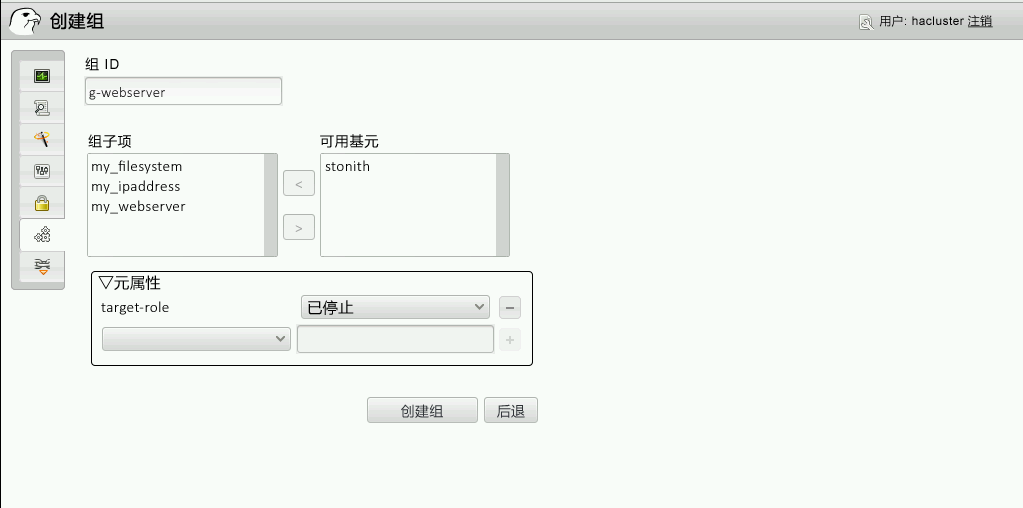 创建组
用户: hacluster 注销
组 ID
g-webserver
组子项
可用基元
my_filesystem
my_ipaddress
my_webserver
stonith
<
>
▽元属性
target-role
已停止
−
+
创建组
后退